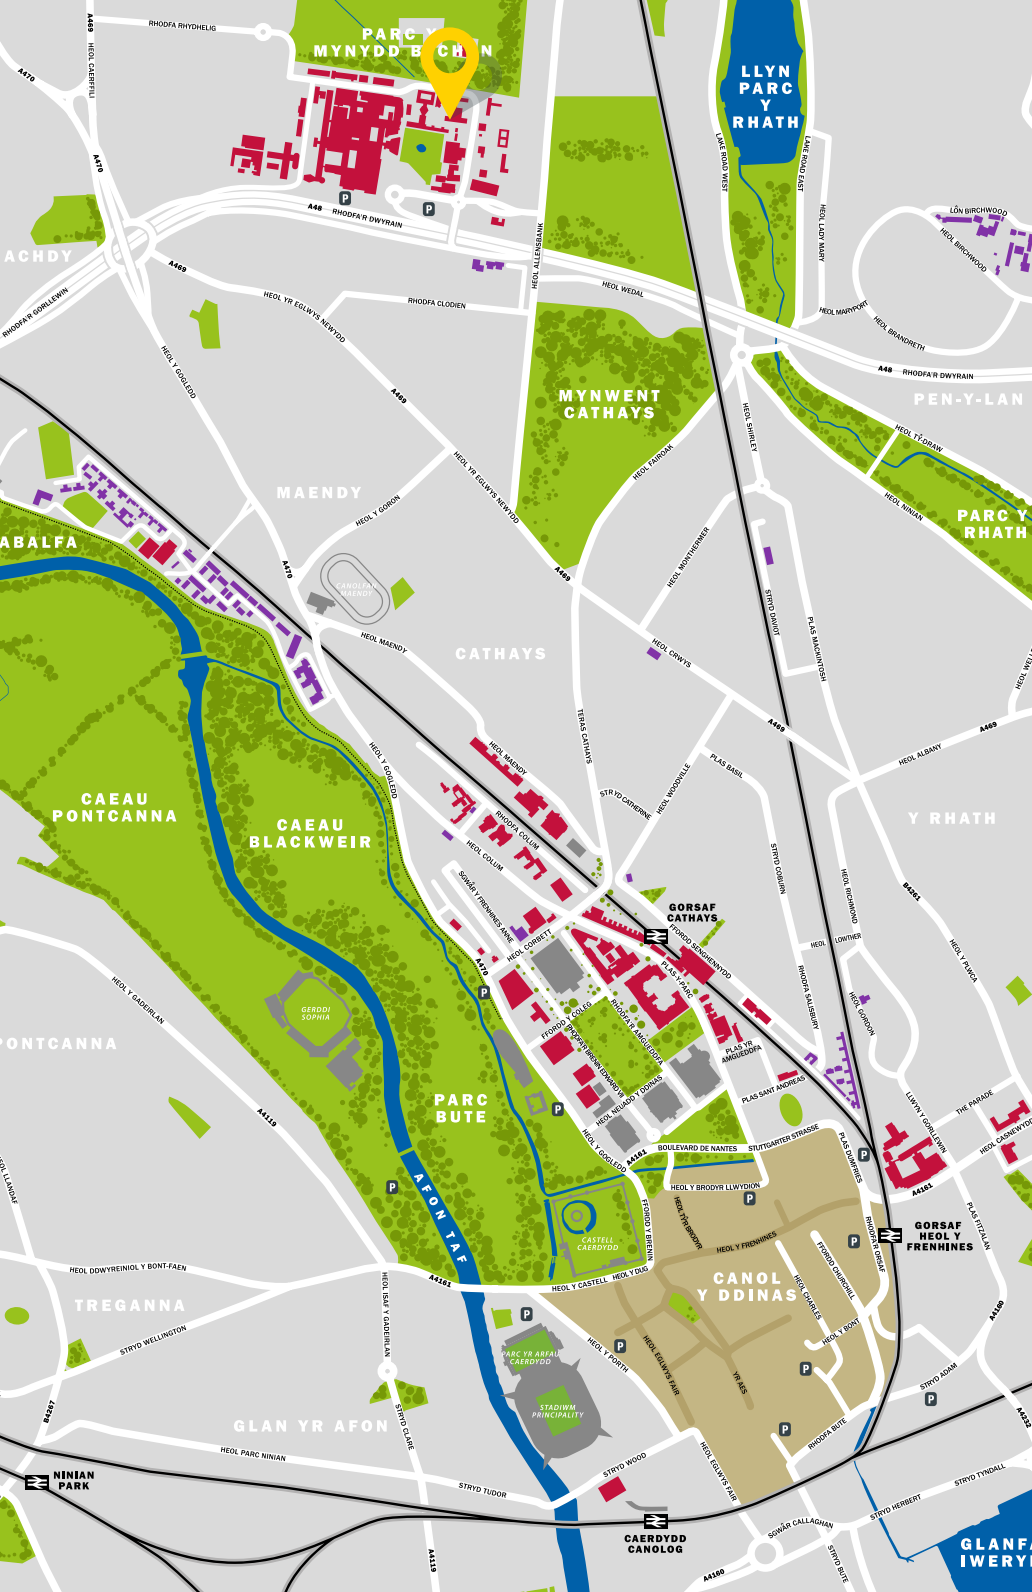 RHODFA RHYDHELIG
A469
HEOL CAERFFILI
A470
A470
PARC Y
MYNYDD BYCHAN
LLYN
PARC
Y
RHATH
LAKE ROAD WEST
LAKE ROAD EAST
HEOL LADY MARY
LÔN BIRCHWOOD
HEOL BIRCHWOOD
P
P
A48
RHODFA'R DWYRAIN
HEOL ALLENSBANK
A469
RHODFA'R GORLLEWIN
HEOL YR EGLWYS NEWYDD
RHODFA CLODIEN
HEOL WEDAL
HEOL MARYPORT
HEOL BRANDRETH
A48
RHODFA'R DWYRAIN
PEN-Y-LAN
HEOL Y GOGLEDD
A469
MYNWENT
CATHAYS
HEOL SHIRLEY
HEOL TŶ-DRAW
HEOL FAIROAK
HEOL NINIAN
PARC Y
RHATH
MAENDY
HEOL Y GORON
HEOL YR EGLWYS NEWYDD
ABALFA
A470
CANOLFAN
MAENDY
A469
HEOL MONTHERMER
STRYD DAVIOT
PLAS MACKINTOSH
HEOL MAENDY
CATHAYS
HEOL CRWYS
A469
A469
HEOL ALBANY
TERAS CATHAYS
HEOL Y GOGLEDD
HEOL MAENDY
PLAS BASIL
HEOL WOODVILLE
STRYD CATHERINE
CAEAU
PONTCANNA
CAEAU
BLACKWEIR
RHODFA COLUM
HEOL COLUM
STRYD COBURN
Y RHATH
HEOL RICHMOND
B4261
SGWÂR Y FRENHINES ANNE
GORSAF
CATHAYS
FFORDD SENGHENNYDD
HEOL CORBETT
HEOL LOWTHER
HEOL Y PLWCA
A470
PLAS-Y-PARC
RHODFA SALISBURY
HEOL Y GADEIRLAN
P
FFORDD Y COLEG
RHODFA'R AMGUEDDFA
HEOL GORDON
GERDDI
SOPHIA
RHODFA'R BRENIN EDWARD VII
PLAS YR
AMGUEDDFA
PONTCANNA
HEOL NEUADD Y DDINAS
PLAS SANT ANDREAS
PARC
BUTE
P
A4119
LLWYN Y GORLLEWIN
THE PARADE
HEOL CASNEWYDD
HEOL Y GOGLEDD
A4161
BOULEVARD DE NANTES
STUTTGARTER STRASSE
PLAS DUMFRIES
P
A4161
P
HEOL Y BRODYR LLWYDION
P
HEOL TŶ'R BRODYR
FFORDD Y BRENIN
AFON TAF
CASTELL
CAERDYDD
HEOL Y FRENHINES
RHODFA'R ORSAF
P
GORSAF
HEOL Y
FRENHINES
PLAS FITZALAN
HEOL DDWYREINIOL Y BONT-FAEN
A4161
HEOL Y CASTELL
HEOL Y DUG
CANOL
Y DDINAS
FFORDD CHURCHILL
HEOL CHARLES
TREGANNA
STRYD WELLINGTON
HEOL ISAF Y GADEIRLAN
P
HEOL Y PORTH
P
HEOL Y BONT
A4160
PARC YR ARFAU
CAERDYDD
HEOL EGLWYS FAIR
YR AES
P
STRYD ADAM
P
B4267
GLAN YR AFON
STRYD CLARE
STADIWM
PRINCIPALITY
P
RHODFA BUTE
A4232
HEOL PARC NINIAN
STRYD WOOD
HEOL EGLWYS FAIR
NINIAN
PARK
STRYD TUDOR
STRYD TYNDALL
STRYD HERBERT
CAERDYDD
CANOLOG
SGWÂR CALLAGHAN
A4119
A4160
STRYD BUTE